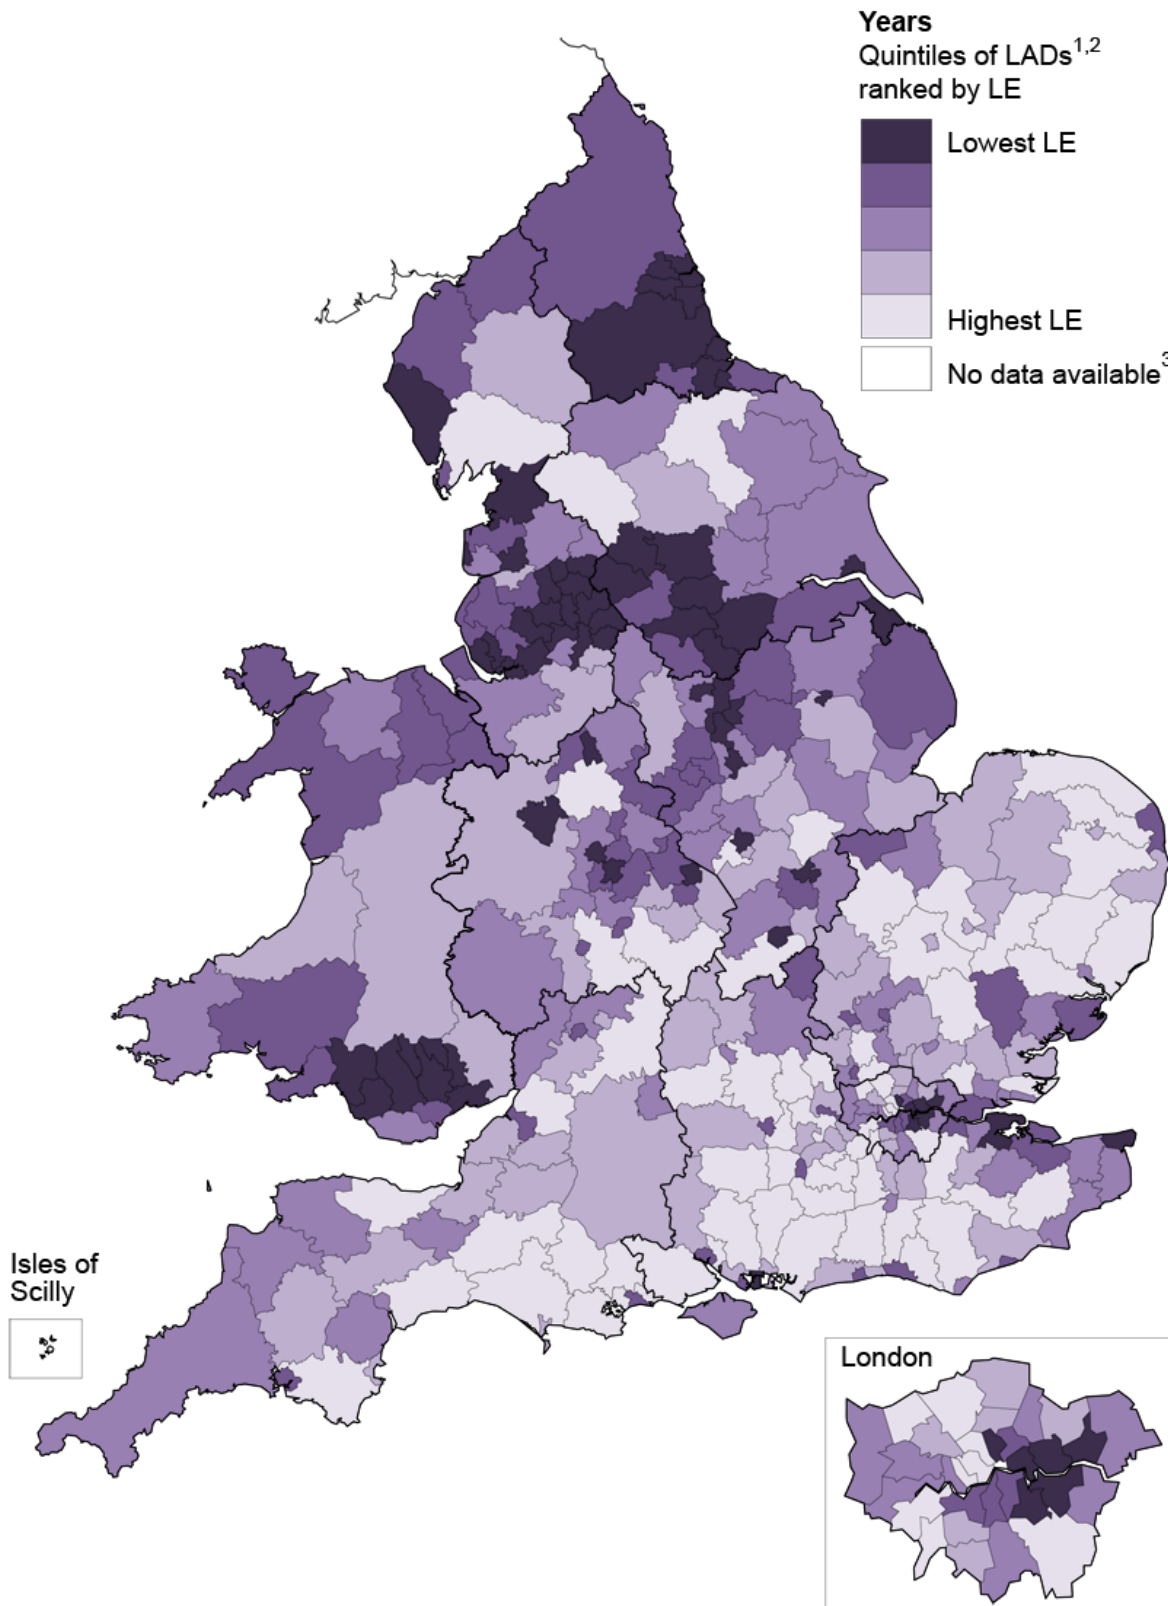 Years
Quintiles of LADs1,2
ranked by LE
Lowest LE
Highest LE
No data available3
Isles of
Scilly
London